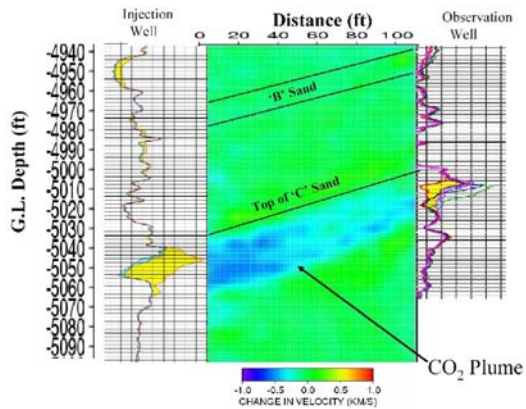 Injection
Well
Distance (ft)
Observation
Well
0 20 40 60 80 100
G.L. Depth (ft)
-4940
-4950
-4960
-4970
-4980
-4990
-5000
-5010
-5020
-5030
-5040
-5050
-5060
-5070
-5080
-5090
'B' Sand
Top of 'C' Sand
CO₂ Plume
-1.0 -0.5 0.0 0.5 1.0
CHANGE IN VELOCITY (KM/S)